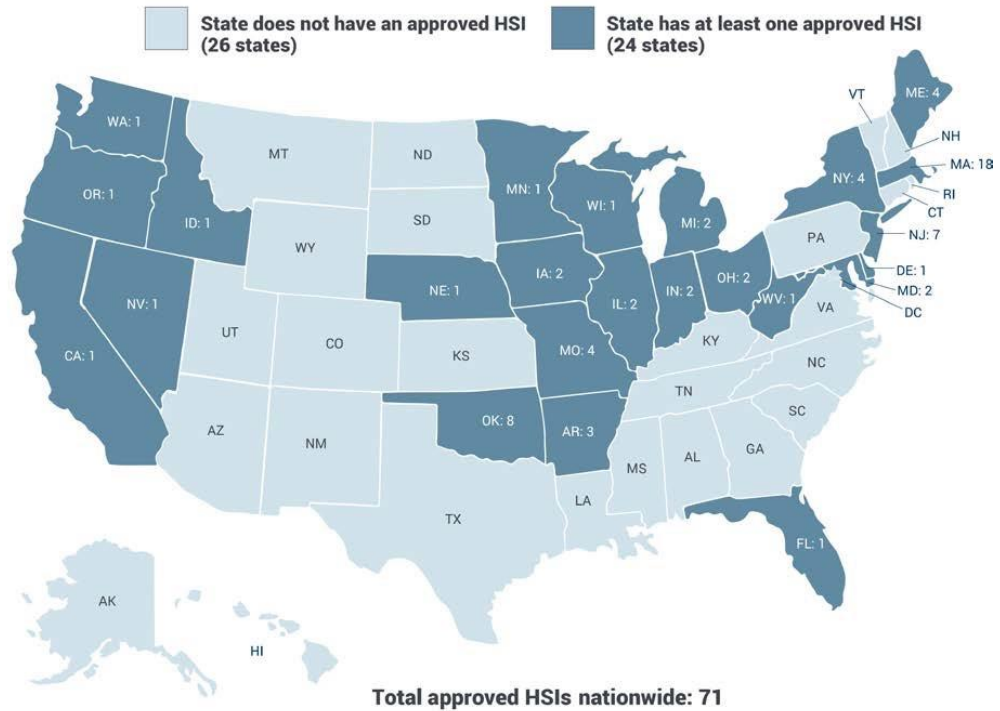 State does not have an approved HSI
(26 states)
State has at least one approved HSI
(24 states)
WA: 1
OR: 1
CA: 1
NV: 1
ID: 1
MT
WY
UT
AZ
CO
NM
ND
SD
NE: 1
KS
OK: 8
TX
MN: 1
IA: 2
MO: 4
AR: 3
LA
WI: 1
IL: 2
MI: 2
IN: 2
OH: 2
KY
TN
MS
AL
GA
FL: 1
SC
NC
VA
WV: 1
PA
NY: 4
VT
ME: 4
NH
MA: 18
RI
CT
NJ: 7
DE: 1
MD: 2
DC
AK
HI
Total approved HSIs nationwide: 71